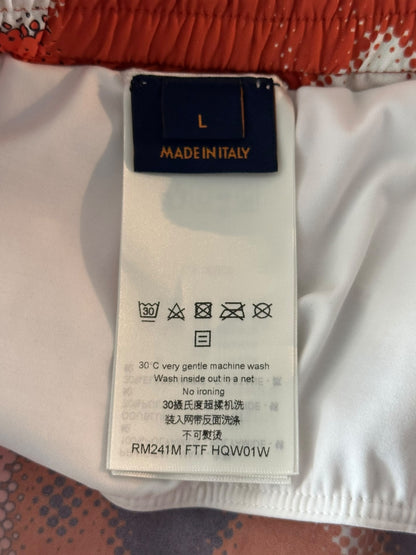 L
MADE IN ITALY
30
30°C very gentle machine wash
Wash inside out in a net
No ironing
30摄氏度超揉机洗
装入网带反面洗涤
不可熨烫
RM241M FTF HQW01W